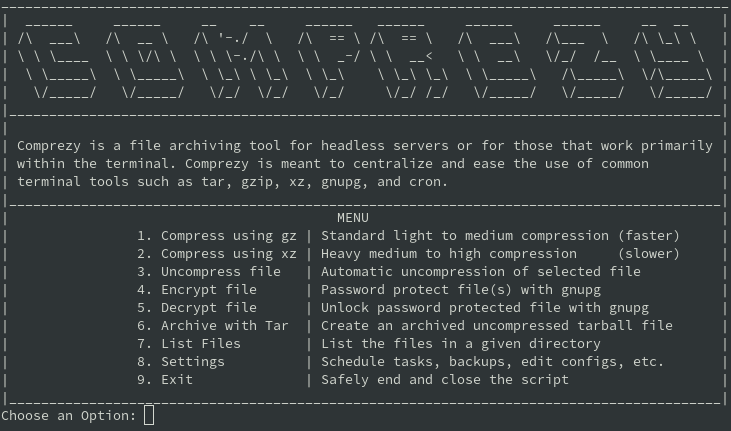 COMPREZY
Comprezy is a file archiving tool for headless servers or for those that work primarily
within the terminal. Comprezy is meant to centralize and ease the use of common
terminal tools such as tar, gzip, xz, gnupg, and cron.
MENU
1. Compress using gz | Standard light to medium compression (faster)
2. Compress using xz | Heavy medium to high compression (slower)
3. Uncompress file | Automatic uncompression of selected file
4. Encrypt file | Password protect file(s) with gnupg
5. Decrypt file | Unlock password protected file with gnupg
6. Archive with Tar | Create an archived uncompressed tarball file
7. List Files | List the files in a given directory
8. Settings | Schedule tasks, backups, edit configs, etc.
9. Exit | Safely end and close the script
Choose an Option: